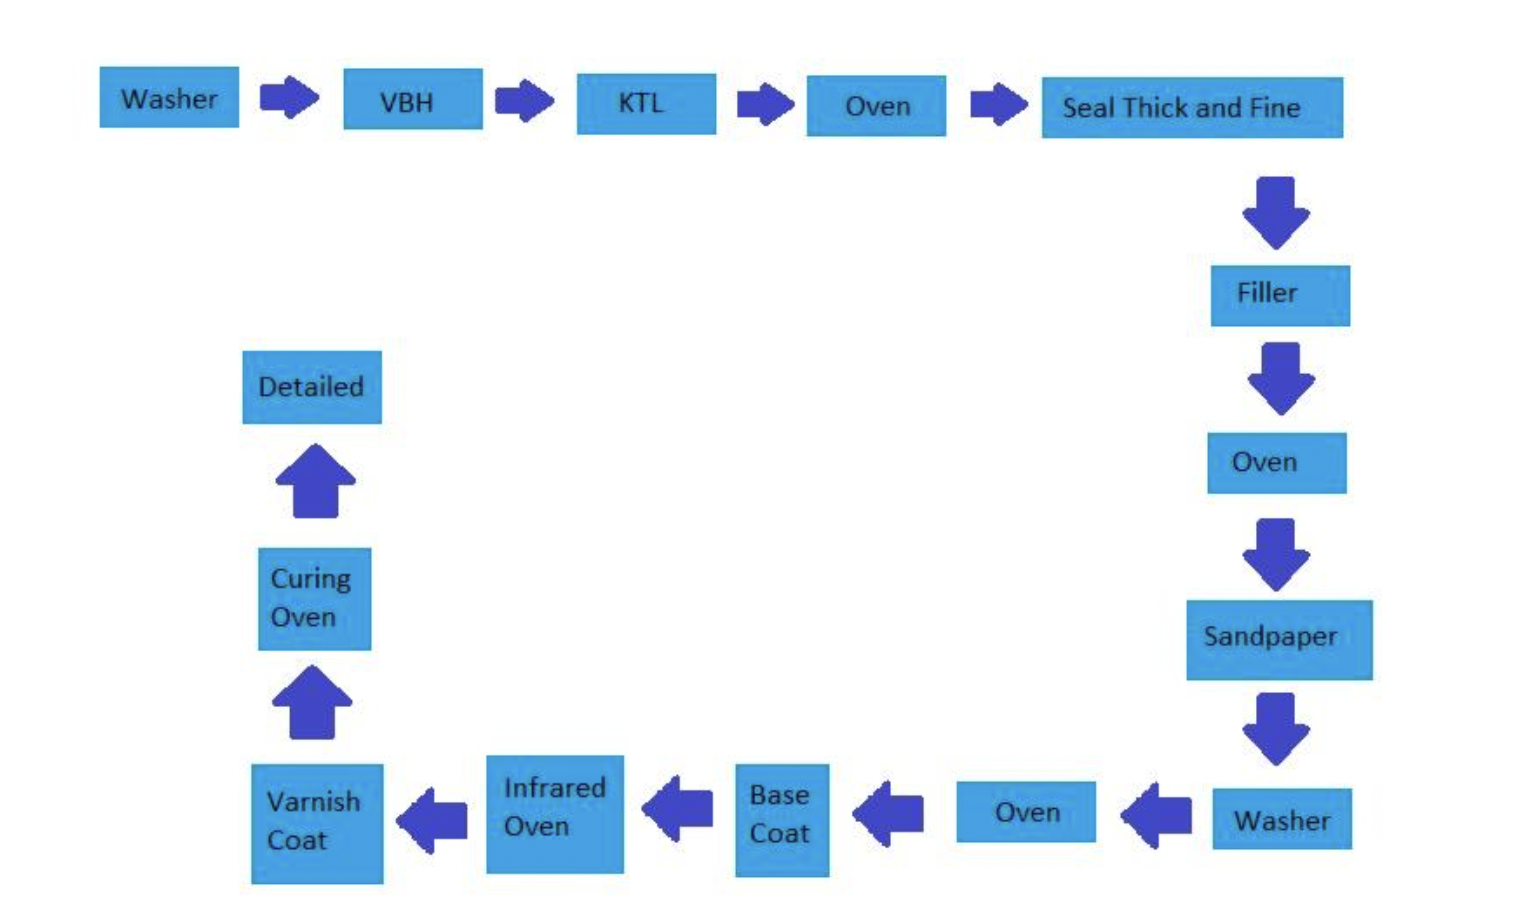 Washer
VBH
KTL
Oven
Seal Thick and Fine
Filler
Oven
Sandpaper
Washer
Oven
Base
Coat
Infrared
Oven
Varnish
Coat
Curing
Oven
Detailed